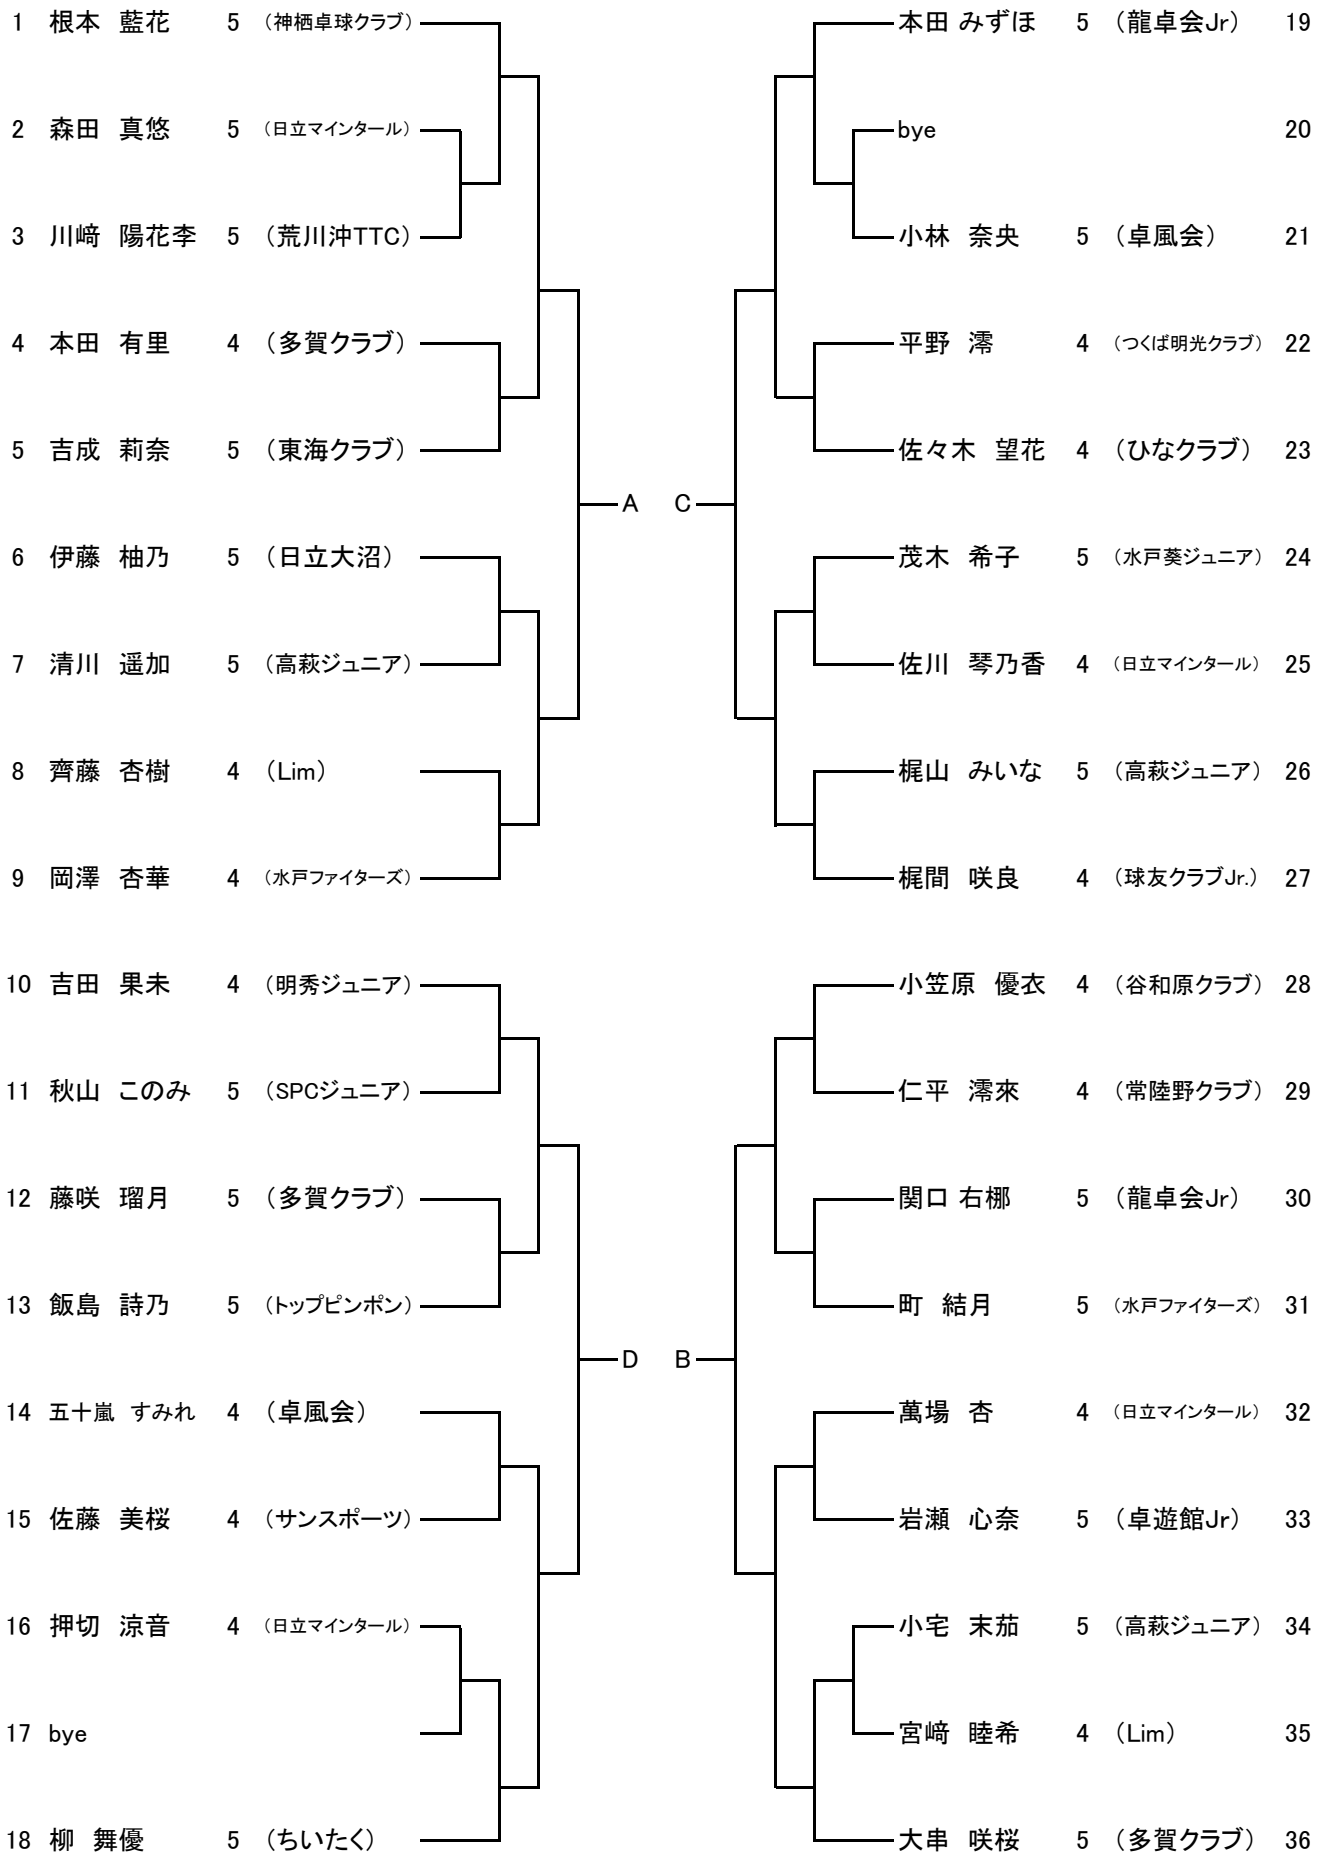 1 根本 藍花 5 （神栖卓球クラブ）
2 森田 真悠 5 （日立マインタール）
3 川﨑 陽花李 5 （荒川沖TTC）
4 本田 有里 4 （多賀クラブ）
5 吉成 莉奈 5 （東海クラブ）
A
6 伊藤 柚乃 5 （日立大沼）
7 清川 遥加 5 （高萩ジュニア）
8 齊藤 杏樹 4 （Lim）
9 岡澤 杏華 4 （水戸ファイターズ）
10 吉田 果未 4 （明秀ジュニア）
11 秋山 このみ 5 （SPCジュニア）
12 藤咲 瑠月 5 （多賀クラブ）
13 飯島 詩乃 5 （トップピンポン）
D
14 五十嵐 すみれ 4 （卓風会）
15 佐藤 美桜 4 （サンスポーツ）
16 押切 涼音 4 （日立マインタール）
17 bye
18 柳 舞優 5 （ちいたく）
本田 みずほ 5 （龍卓会Jr） 19
bye 20
小林 奈央 5 （卓風会） 21
平野 澪 4 （つくば明光クラブ） 22
佐々木 望花 4 （ひなクラブ） 23
C
茂木 希子 5 （水戸葵ジュニア） 24
佐川 琴乃香 4 （日立マインタール） 25
梶山 みいな 5 （高萩ジュニア） 26
梶間 咲良 4 （球友クラブJr.） 27
小笠原 優衣 4 （谷和原クラブ） 28
仁平 澪來 4 （常陸野クラブ） 29
関口 右梛 5 （龍卓会Jr） 30
町 結月 5 （水戸ファイターズ） 31
B
萬場 杏 4 （日立マインタール） 32
岩瀬 心奈 5 （卓遊館Jr） 33
小宅 末茄 5 （高萩ジュニア） 34
宮﨑 睦希 4 （Lim） 35
大串 咲桜 5 （多賀クラブ） 36